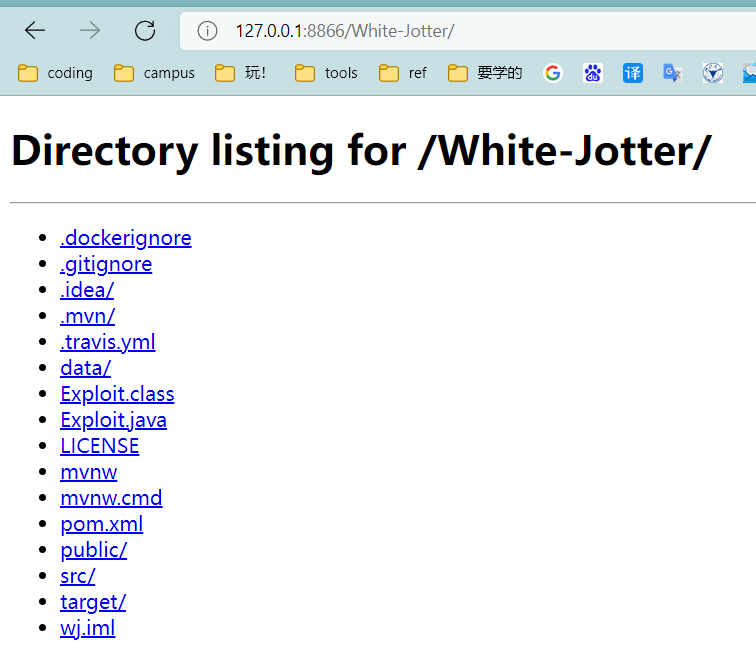 127.0.0.1:8866/White-Jotter/
coding campus 玩！ tools ref 要学的 G du 译 G
Directory listing for /White-Jotter/
.dockerignore
.gitignore
.idea/
.mvn/
.travis.yml
data/
Exploit.class
Exploit.java
LICENSE
mvnw
mvnw.cmd
pom.xml
public/
src/
target/
wj.iml